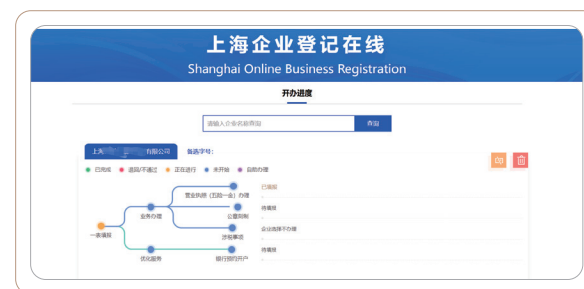 上海企业登记在线
Shanghai Online Business Registration
开办进度
请输入企业名称查询 查询
上海 有限公司 备选字号:
已完成 退回/不通过 正在进行 未开始 自助办理
营业执照（五险一金）办理 已填报
业务办理 公章刻制 待填报
一表填报 涉税事项 企业选择不办理
优化服务 银行预约开户 待填报